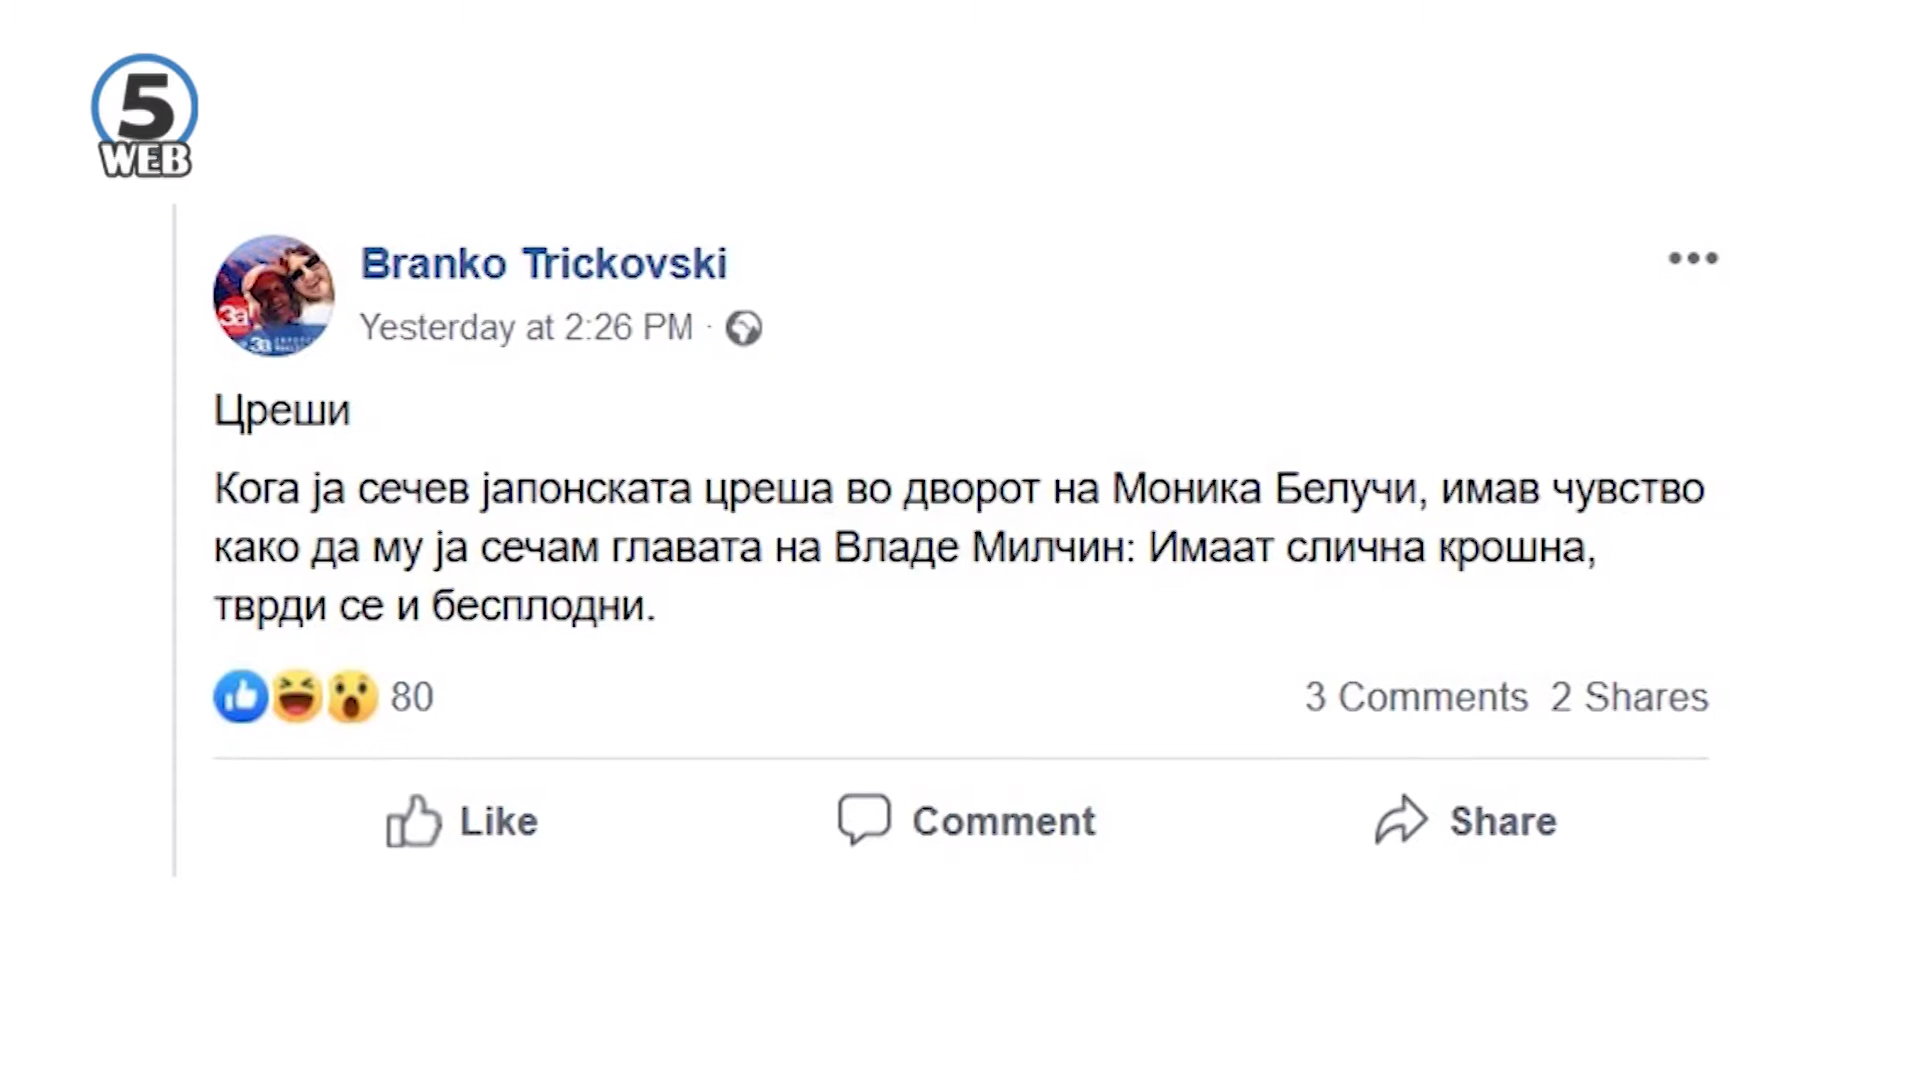 5
WEB
Branko Trickovski
Yesterday at 2:26 PM ·
За
За
Цреши
Кога ја сечев јапонската цреша во дворот на Моника Белучи, имав чувство
како да му ја сечам главата на Владе Милчин: Имаат слична крошна,
тврди се и бесплодни.
80
3 Comments 2 Shares
Like
Comment
Share